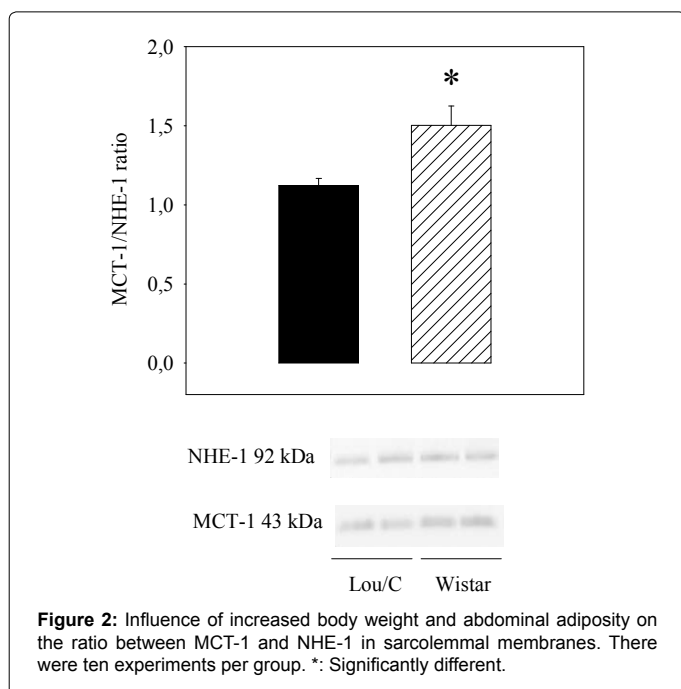 2,0
*
1,5
1,0
0,5
0,0
MCT-1/NHE-1 ratio
NHE-1 92 kDa
MCT-1 43 kDa
Lou/C Wistar
Figure 2: Influence of increased body weight and abdominal adiposity on
the ratio between MCT-1 and NHE-1 in sarcolemmal membranes. There
were ten experiments per group. *: Significantly different.